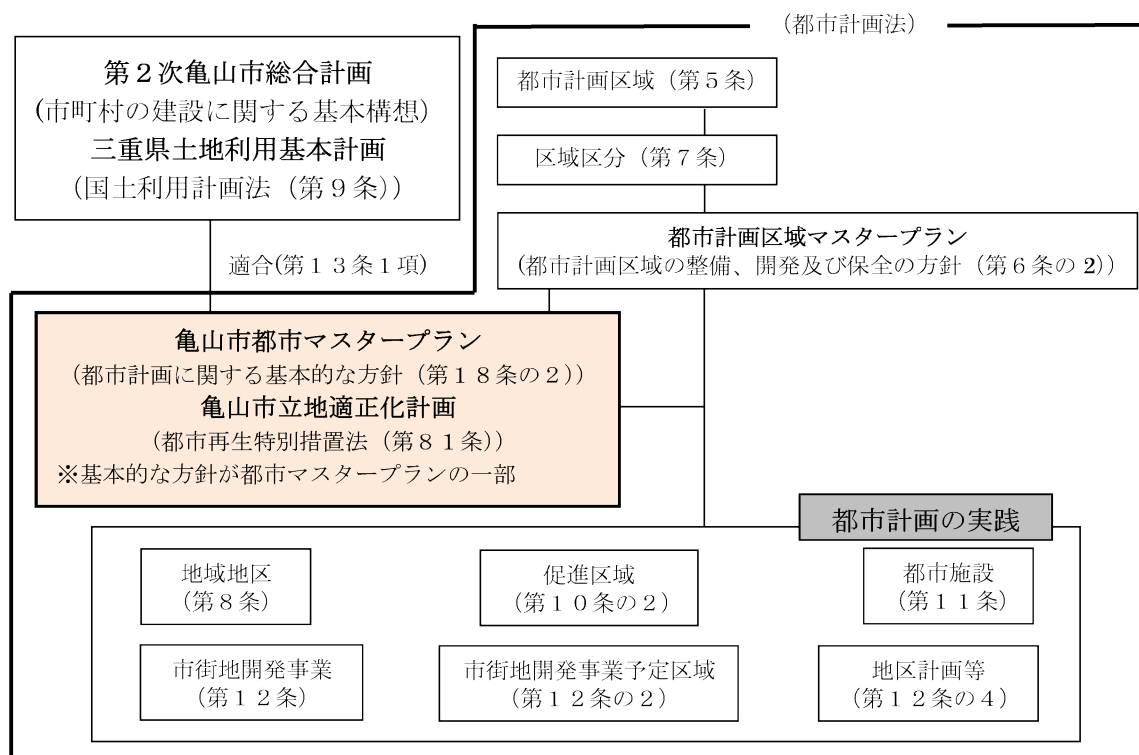 （都市計画法）
第２次亀山市総合計画
(市町村の建設に関する基本構想)
三重県土地利用基本計画
(国土利用計画法（第９条）)
都市計画区域（第５条）
区域区分（第７条）
都市計画区域マスタープラン
(都市計画区域の整備、開発及び保全の方針（第６条の２）)
適合(第１３条１項)
亀山市都市マスタープラン
(都市計画に関する基本的な方針（第１８条の２）)
亀山市立地適正化計画
(都市再生特別措置法（第８１条）)
※基本的な方針が都市マスタープランの一部
都市計画の実践
地域地区
（第８条）
促進区域
（第１０条の２）
都市施設
（第１１条）
市街地開発事業
（第１２条）
市街地開発事業予定区域
（第１２条の２）
地区計画等
（第１２条の４）